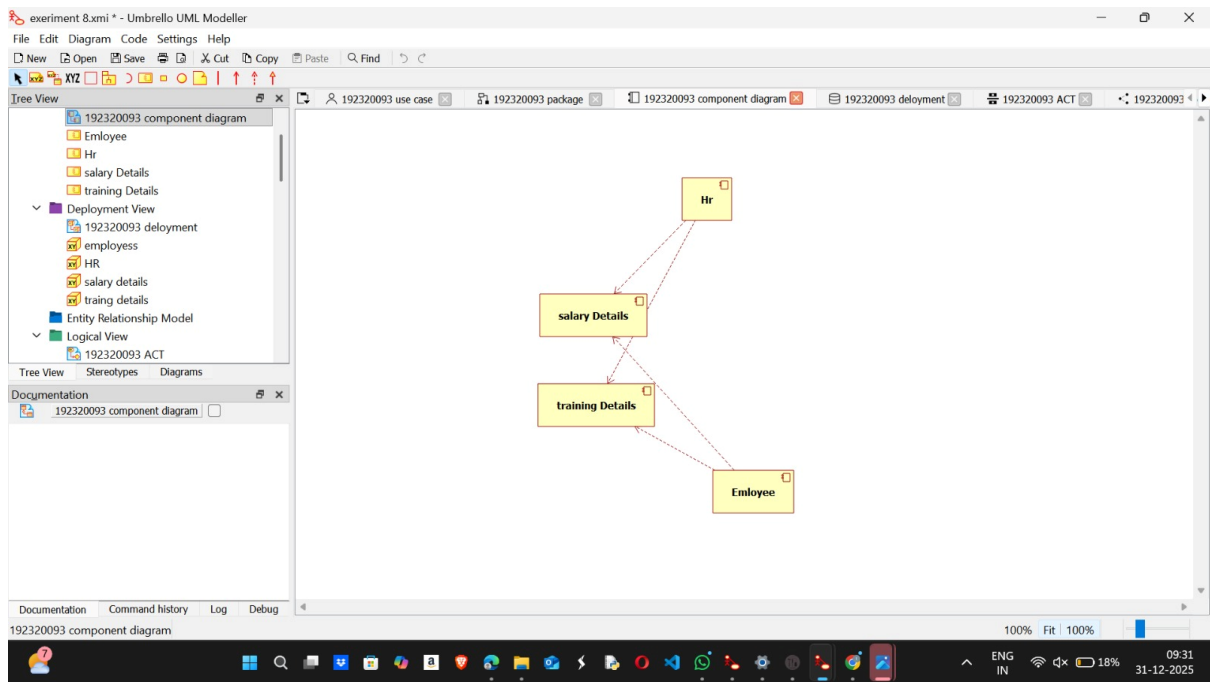 exeriment 8.xmi * - Umbrello UML Modeller
File Edit Diagram Code Settings Help
New Open Save Cut Copy Paste Find
XYZ XYZ
Tree View
192320093 use case 192320093 package 192320093 component diagram 192320093 deloyment 192320093 ACT 192320093
192320093 component diagram
Emloyee
Hr
salary Details
training Details
Deployment View
192320093 deloyment
employess
HR
salary details
traing details
Entity Relationship Model
Logical View
192320093 ACT
Tree View Stereotypes Diagrams
Documentation
192320093 component diagram
Hr
salary Details
training Details
Emloyee
Documentation Command history Log Debug
192320093 component diagram
100% Fit 100%
7
a
ENG
IN
18%
09:31
31-12-2025